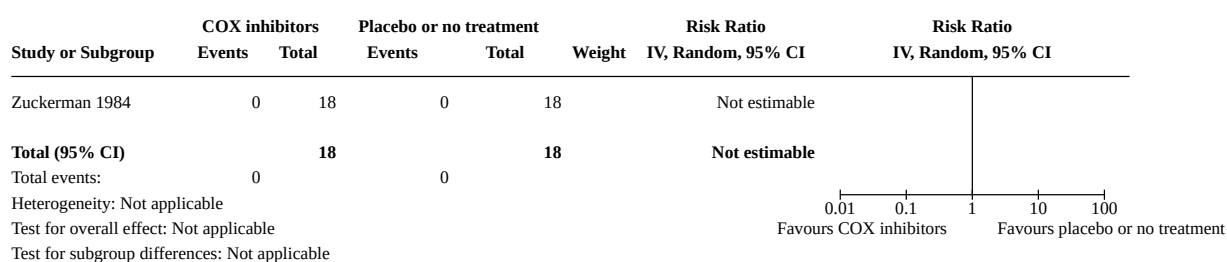 COX inhibitors Placebo or no treatment Risk Ratio Risk Ratio
Study or Subgroup Events Total Events Total Weight IV, Random, 95% CI IV, Random, 95% CI
Zuckerman 1984 0 18 0 18 Not estimable
Total (95% CI) 18 18 Not estimable
Total events: 0 0
Heterogeneity: Not applicable
0.01 0.1 1 10 100
Test for overall effect: Not applicable Favours COX inhibitors Favours placebo or no treatment
Test for subgroup differences: Not applicable